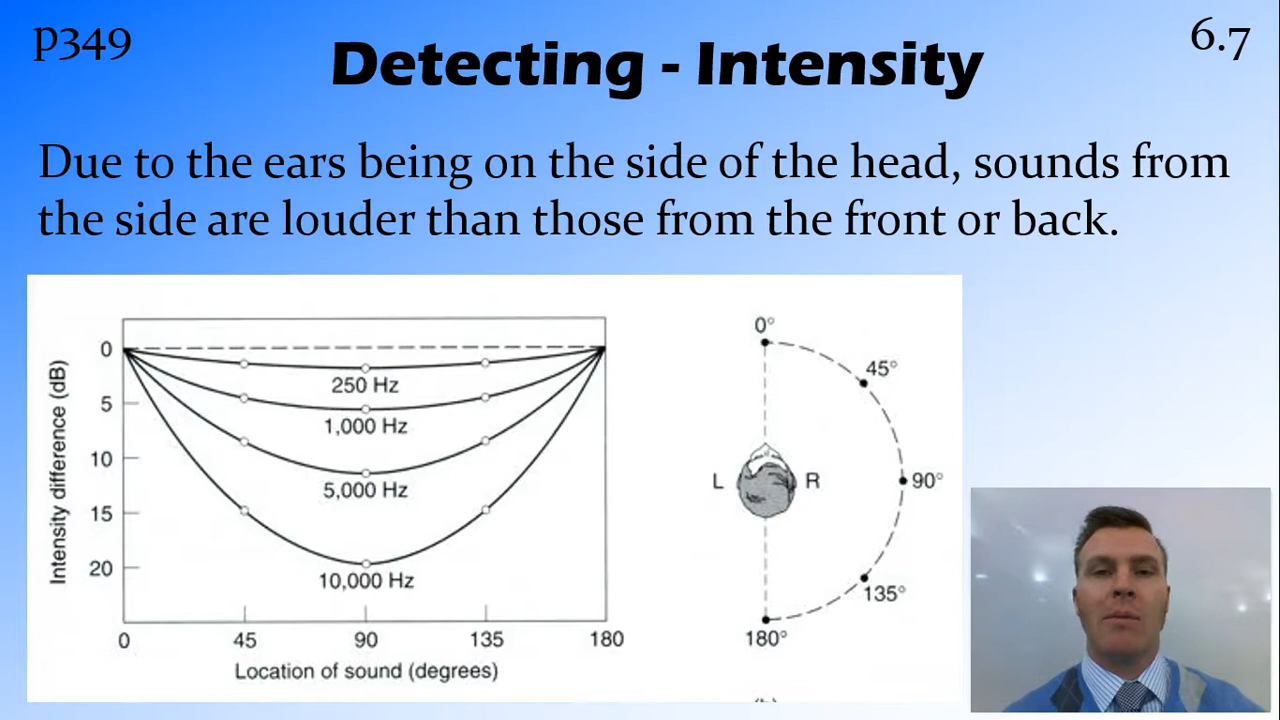 p349
Detecting - Intensity
6.7
Due to the ears being on the side of the head, sounds from
the side are louder than those from the front or back.
Intensity difference (dB)
0
5
10
15
20
250 Hz
1,000 Hz
5,000 Hz
10,000 Hz
0 45 90 135 180
Location of sound (degrees)
0°
45°
L R 90°
135°
180°